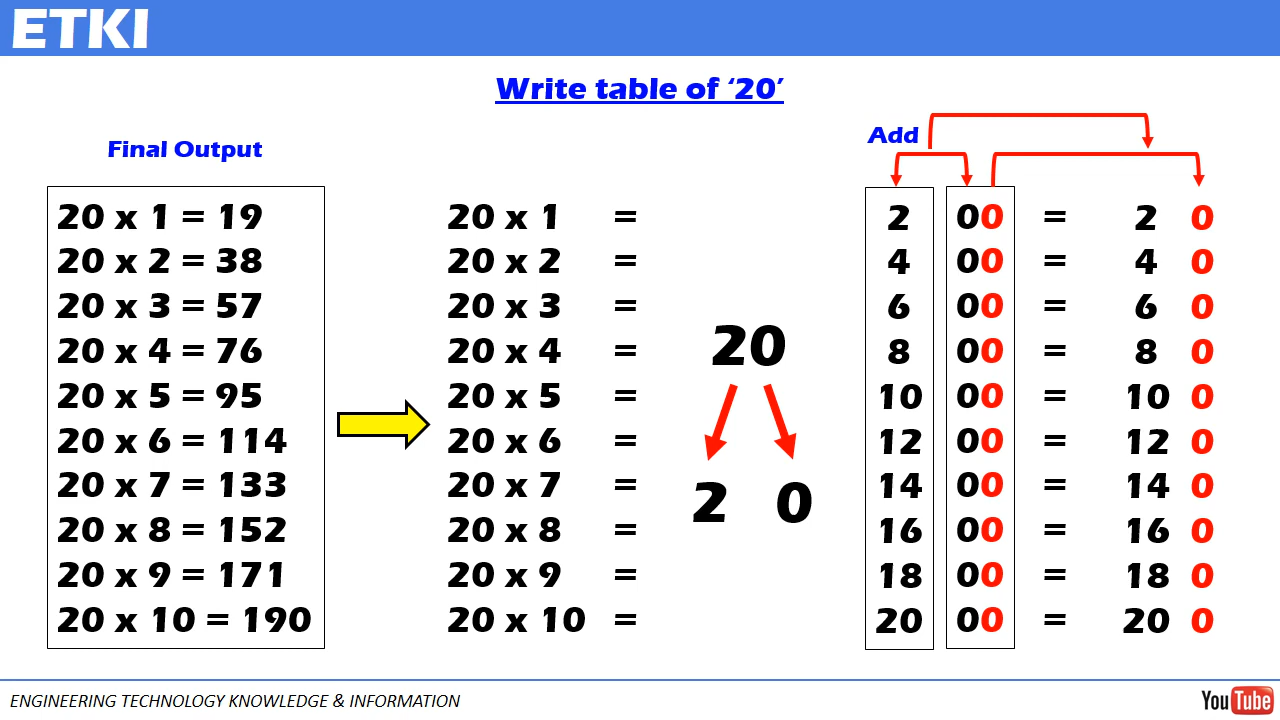 ETKI
Write table of ‘20’
Final Output
20 x 1 = 19
20 x 2 = 38
20 x 3 = 57
20 x 4 = 76
20 x 5 = 95
20 x 6 = 114
20 x 7 = 133
20 x 8 = 152
20 x 9 = 171
20 x 10 = 190
20 x 1 =
20 x 2 =
20 x 3 =
20 x 4 =
20 x 5 =
20 x 6 =
20 x 7 =
20 x 8 =
20 x 9 =
20 x 10 =
20
2 0
Add
2 00 = 2 0
4 00 = 4 0
6 00 = 6 0
8 00 = 8 0
10 00 = 10 0
12 00 = 12 0
14 00 = 14 0
16 00 = 16 0
18 00 = 18 0
20 00 = 20 0
ENGINEERING TECHNOLOGY KNOWLEDGE & INFORMATION
YouTube